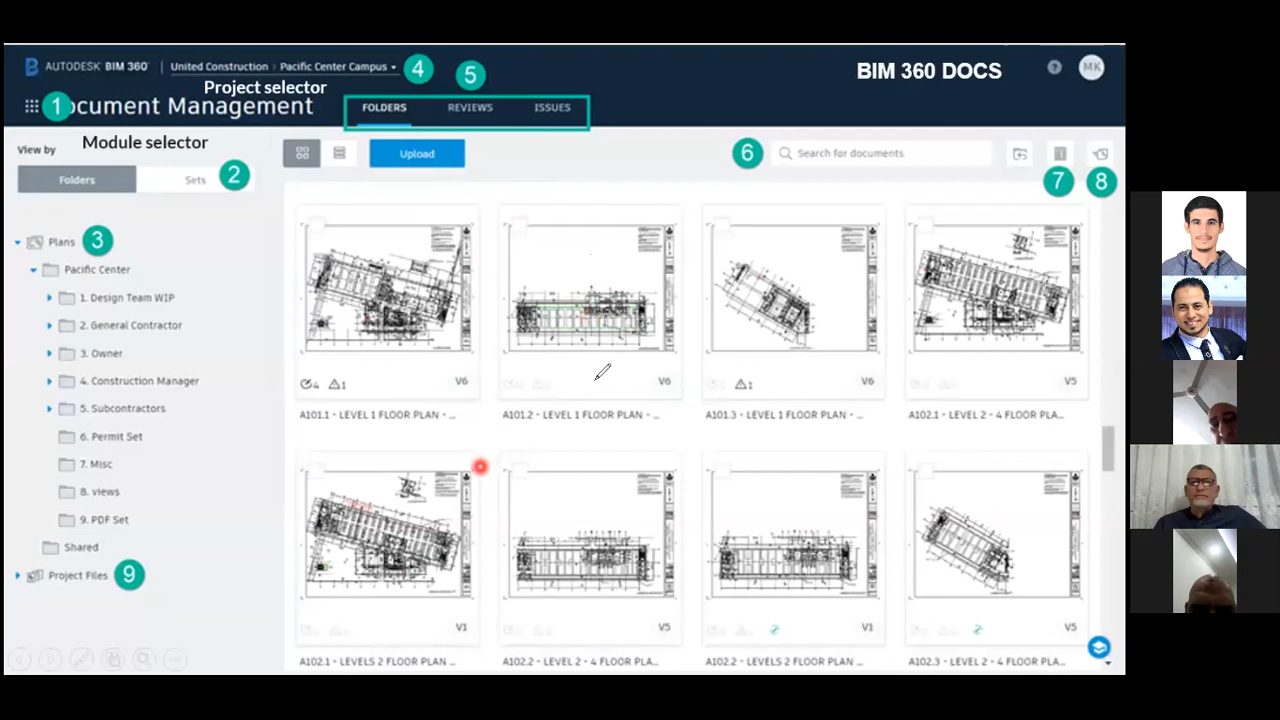 AUTODESK® BIM 360® United Construction › Pacific Center Campus 4
5
BIM 360 DOCS
? MK
Project selector
1 ocument Management
FOLDERS REVIEWS ISSUES
View by
Module selector
Folders Sets 2
Upload
6 Search for documents
7 8
Plans 3
Pacific Center
1. Design Team WIP
2. General Contractor
3. Owner
4. Construction Manager
5. Subcontractors
6. Permit Set
7. Misc
8. views
9. PDF Set
Shared
Project Files 9
4 1 V6
V6
1 V6
V5
A101.1 - LEVEL 1 FLOOR PLAN - ...
A101.2 - LEVEL 1 FLOOR PLAN - ...
A101.3 - LEVEL 1 FLOOR PLAN - ...
A102.1 - LEVEL 2 - 4 FLOOR PLA...
V1
V5
V1
V5
A102.1 - LEVELS 2 FLOOR PLAN ...
A102.2 - LEVEL 2 - 4 FLOOR PLA...
A102.2 - LEVELS 2 FLOOR PLAN ...
A102.3 - LEVEL 2 - 4 FLOOR PLA...